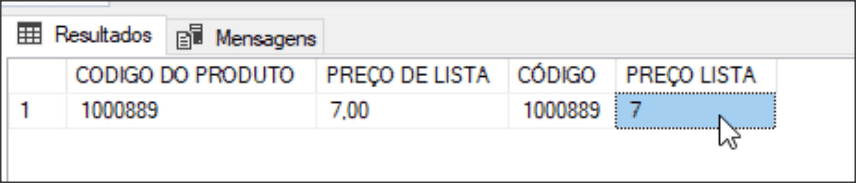 Resultados Mensagens
CODIGO DO PRODUTO PREÇO DE LISTA CÓDIGO PREÇO LISTA
1 1000889 7,00 1000889 7